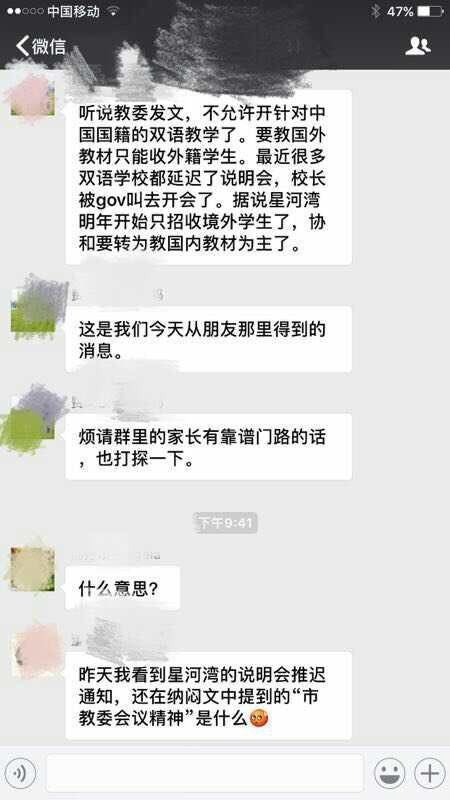 中国移动
47%
微信
听说教委发文，不允许开针对中
国国籍的双语教学了。要教国外
教材只能收外籍学生。最近很多
双语学校都延迟了说明会，校长
被gov叫去开会了。据说星河湾
明年开始只招收境外学生了，协
和要转为教国内教材为主了。
这是我们今天从朋友那里得到的
消息。
烦请群里的家长有靠谱门路的话
，也打探一下。
下午9:41
什么意思？
昨天我看到星河湾的说明会推迟
通知，还在纳闷文中提到的“市
教委会议精神”是什么